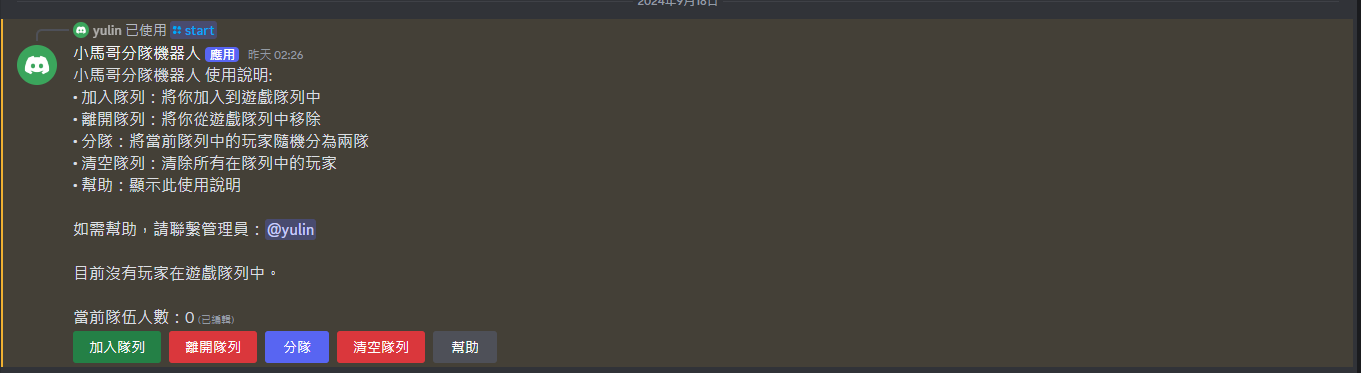 2024年9月18日
yulin 已使用 start
小馬哥分隊機器人 應用 昨天 02:26
小馬哥分隊機器人 使用說明:
• 加入隊列：將你加入到遊戲隊列中
• 離開隊列：將你從遊戲隊列中移除
• 分隊：將當前隊列中的玩家隨機分為兩隊
• 清空隊列：清除所有在隊列中的玩家
• 幫助：顯示此使用說明
如需幫助，請聯繫管理員：@yulin
目前沒有玩家在遊戲隊列中。
當前隊伍人數：0 (已編輯)
加入隊列 離開隊列 分隊 清空隊列 幫助